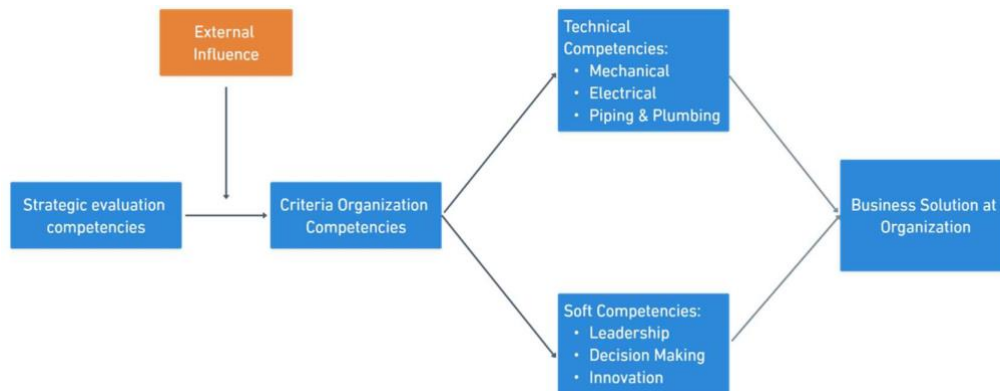 External
Influence
Strategic evaluation
competencies
Criteria Organization
Competencies
Technical
Competencies:
• Mechanical
• Electrical
• Piping & Plumbing
Soft Competencies:
• Leadership
• Decision Making
• Innovation
Business Solution at
Organization